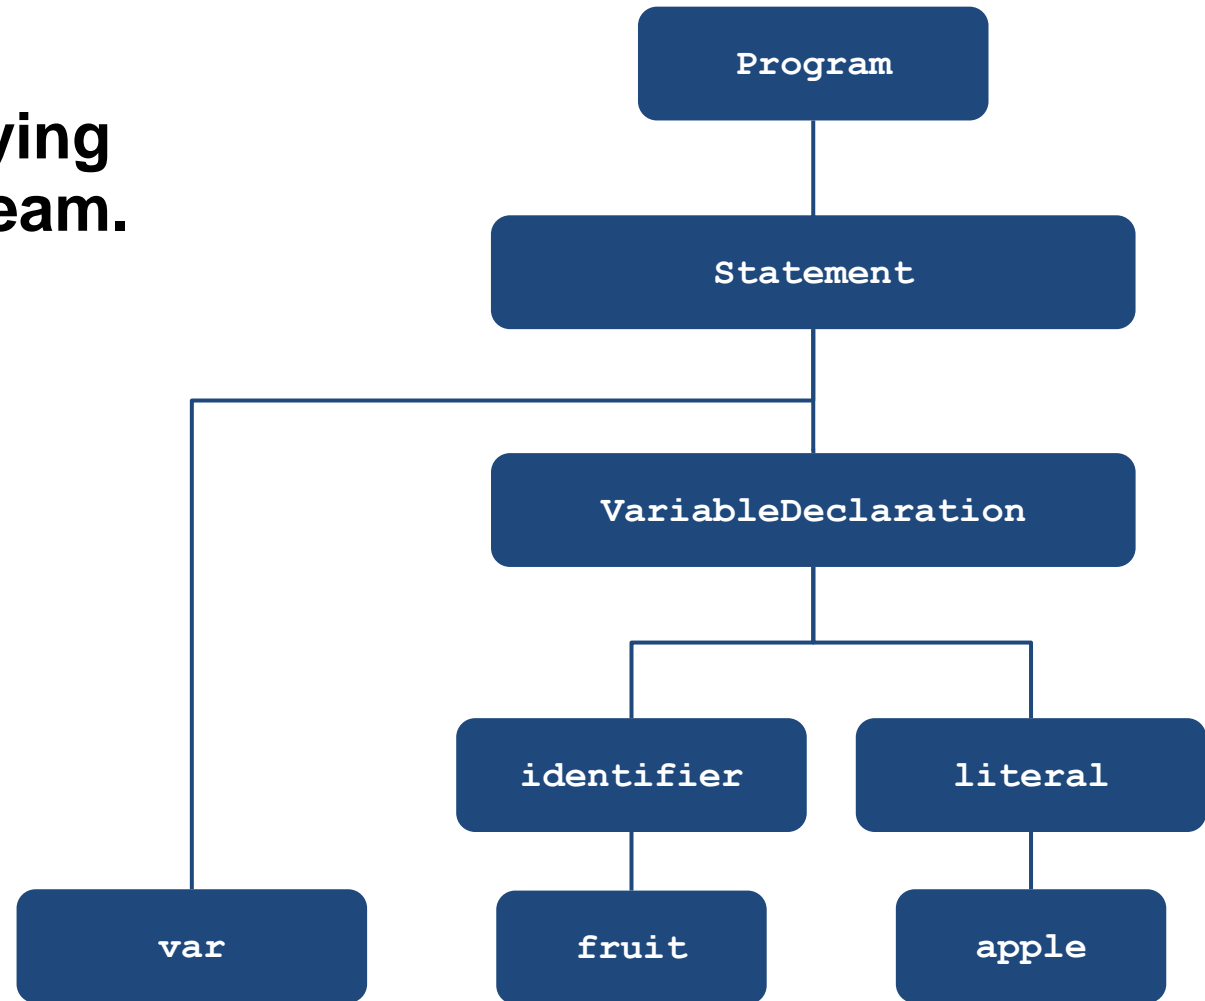 Program
ying
eam.
Statement
VariableDeclaration
identifier literal
var fruit apple